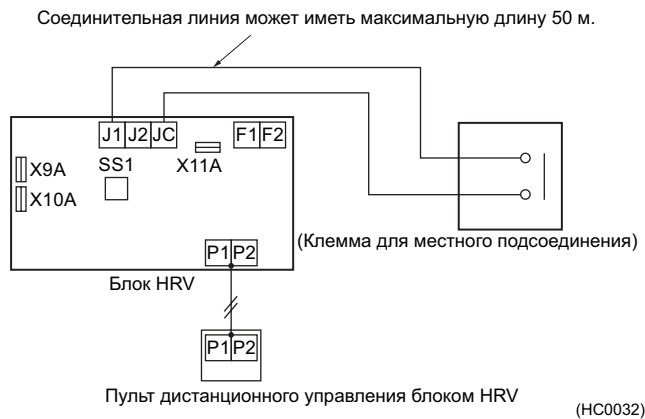 Соединительная линия может иметь максимальную длину 50 м.
J1 J2 JC
F1 F2
X9A
SS1
X11A
X10A
P1 P2
(Клемма для местного подсоединения)
Блок HRV
P1 P2
Пульт дистанционного управления блоком HRV
(HC0032)